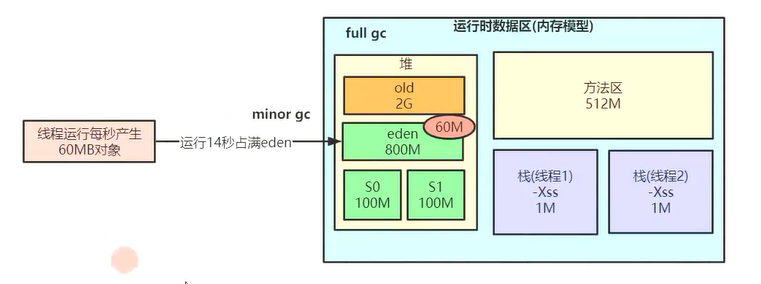 运行时数据区(内存模型)
full gc
堆
old
2G
minor gc
线程运行每秒产生
60MB对象
运行14秒占满eden
60M
eden
800M
S0
100M
S1
100M
方法区
512M
栈(线程1)
-Xss
1M
栈(线程2)
-Xss
1M